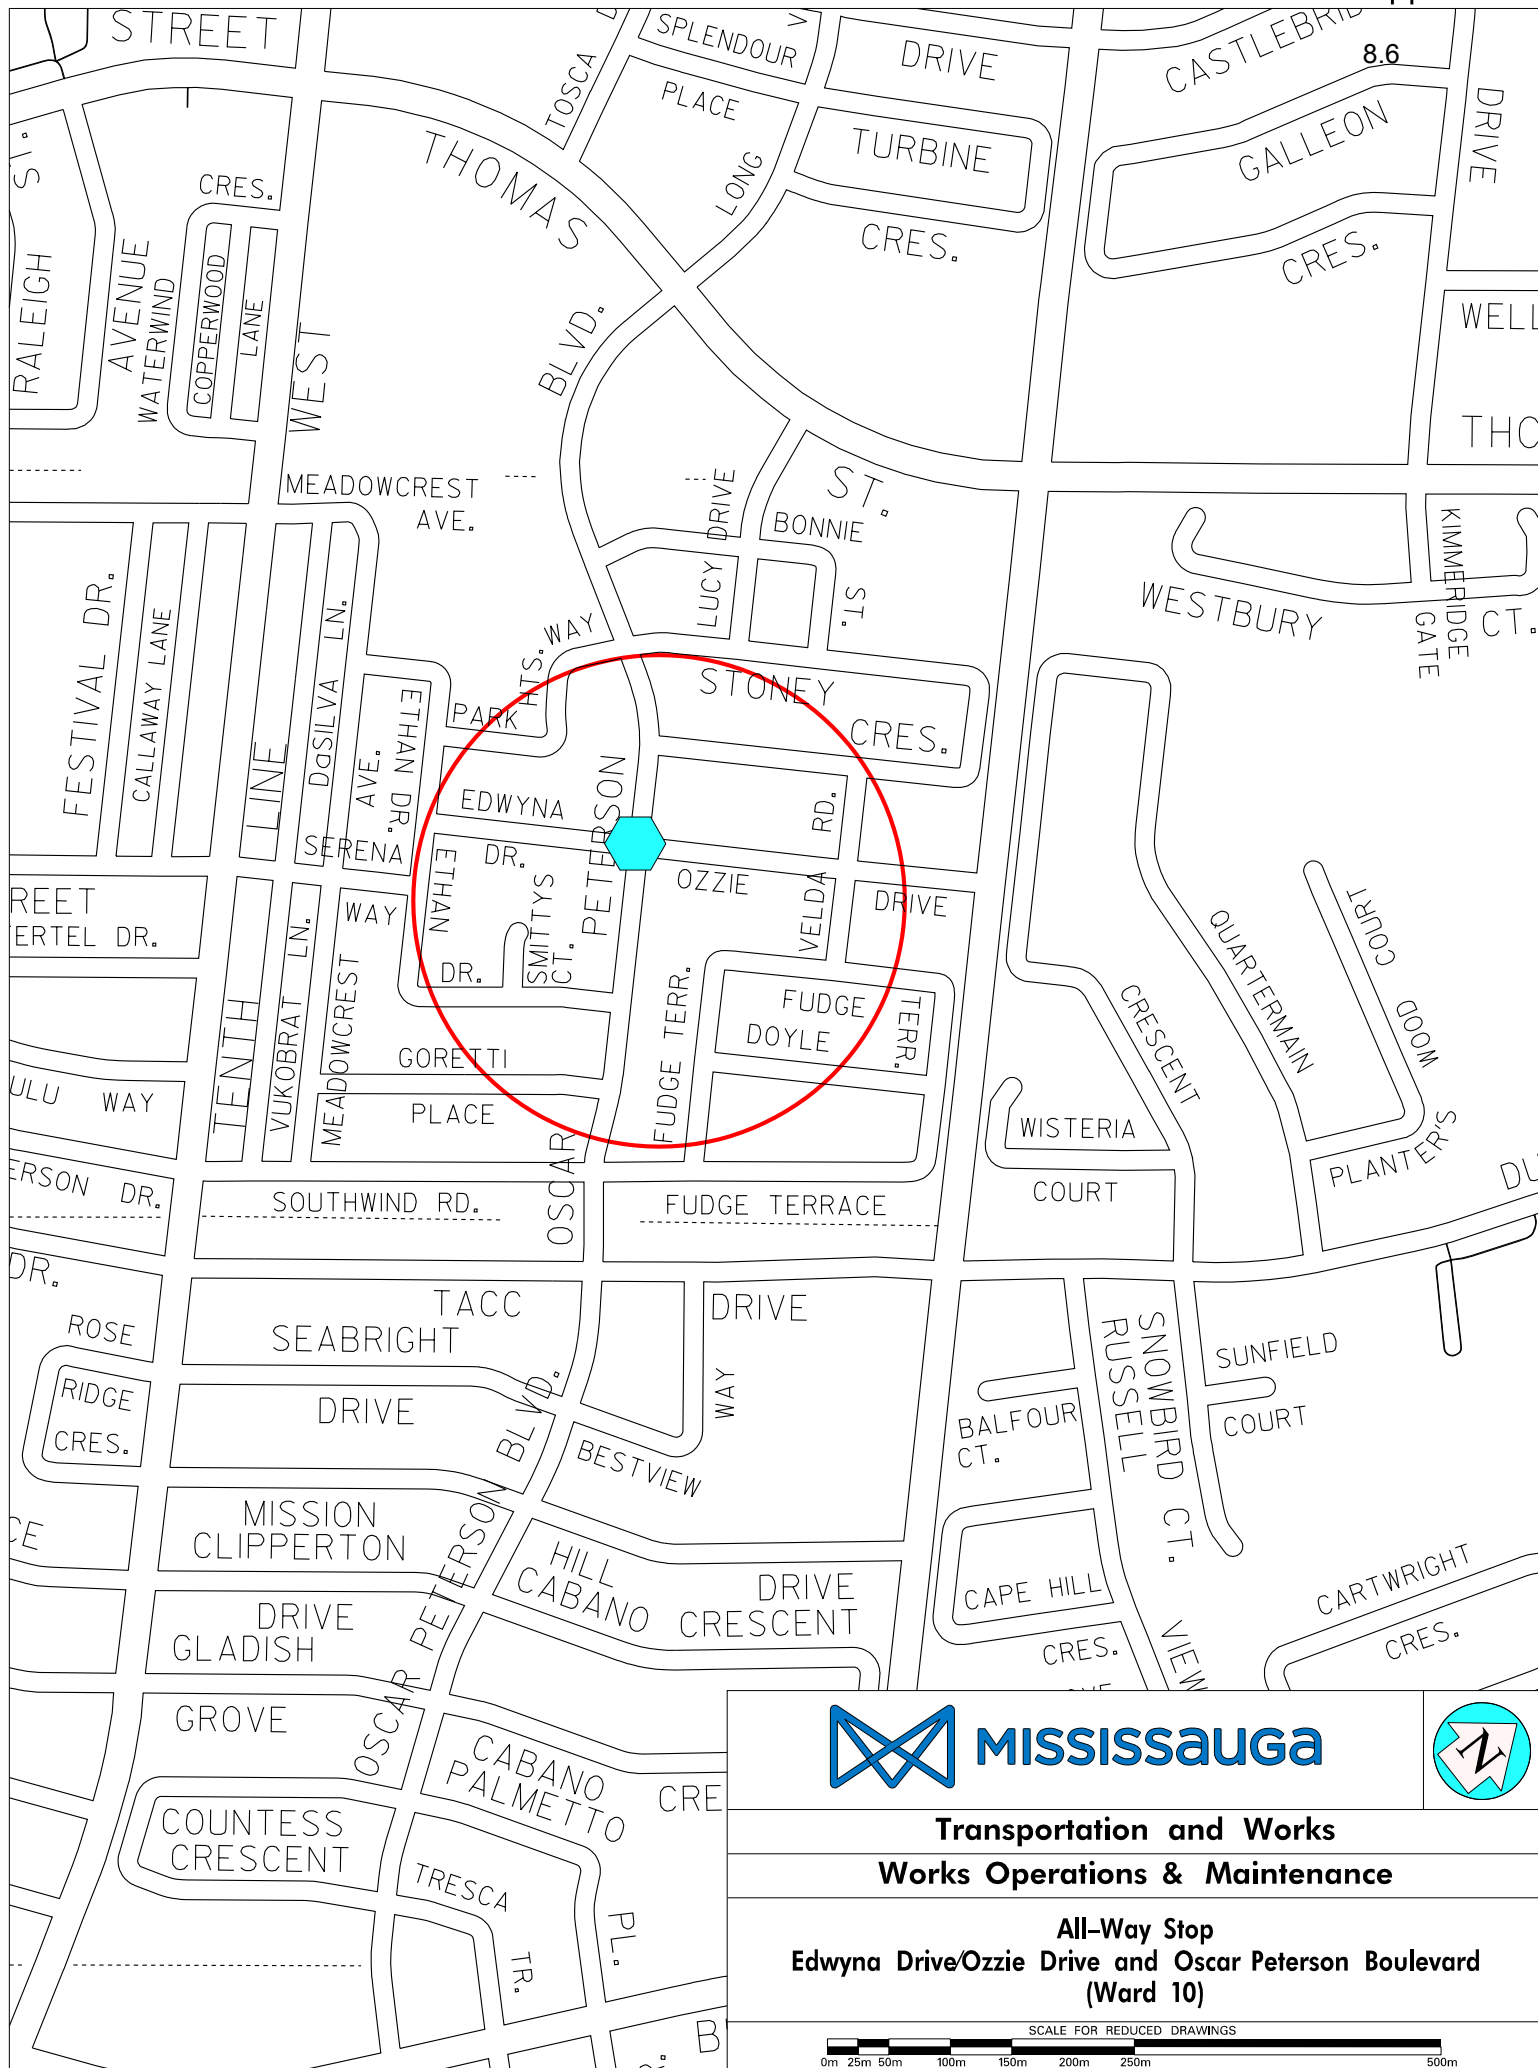 8.6
STREET
SPLENDOUR
DRIVE
TOSCA
PLACE
LONG
TURBINE
CRES.
GALLEON
CRES.
DRIVE
THOMAS
BLVD.
ST.
CRES.
RALEIGH
AVENUE
WATERWIND
COPPERWOOD
LANE
WEST
MEADOWCREST
AVE.
LUCY DRIVE
BONNIE
ST.
KIMMERIDGE
GATE
WESTBURY
CT.
FESTIVAL DR.
CALLAWAY LANE
LINE
DaSILVA LN.
AVE.
ETHAN DR.
PARK
HTS. WAY
STONEY
CRES.
EDWYNA
DR.
PETERSON
RD.
OZZIE
VELDA
DRIVE
SERENA
WAY
ETHAN
DR.
SMITTYS
CT.
REET
ERTEL DR.
TENTH
VUKOBRAT LN.
MEADOWCREST
GORETTI
PLACE
FUDGE TERR.
FUDGE
DOYLE
TERR.
QUARTERMAIN
CRESCENT
COURT
WOOD
PLANTER'S
WISTERIA
COURT
ULU WAY
ERSON DR.
SOUTHWIND RD.
OSCAR
FUDGE TERRACE
DR.
ROSE
RIDGE
CRES.
TACC
DRIVE
SEABRIGHT
DRIVE
BLVD.
WAY
BESTVIEW
SNOWBIRD CT.
RUSSELL
VIEW
SUNFIELD
COURT
BALFOUR
CT.
MISSION
CLIPPERTON
HILL
CABANO
DRIVE
CRESCENT
CAPE HILL
CRES.
CARTWRIGHT
CRES.
DRIVE
GLADISH
OSCAR PETERSON
GROVE
CABANO
PALMETTO
COUNTESS
CRESCENT
TRESCA
TR.
PL.
MISSISSauGa
N
Transportation and Works
Works Operations & Maintenance
All-Way Stop
Edwyna Drive/Ozzie Drive and Oscar Peterson Boulevard
(Ward 10)
SCALE FOR REDUCED DRAWINGS
0m 25m 50m 100m 150m 200m 250m 500m